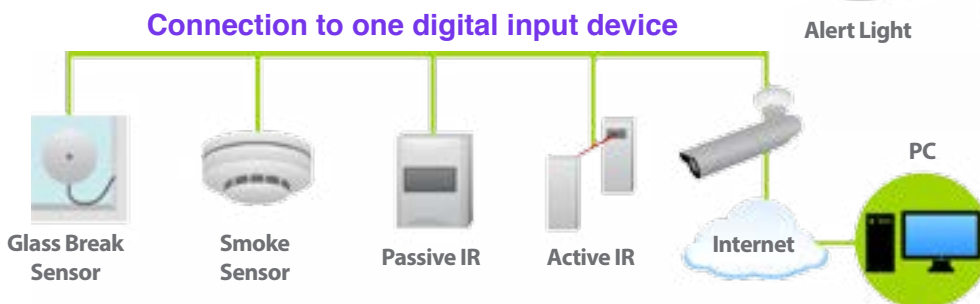 Connection to one digital input device
Alert Light
PC
Glass Break
Sensor
Smoke
Sensor
Passive IR
Active IR
Internet